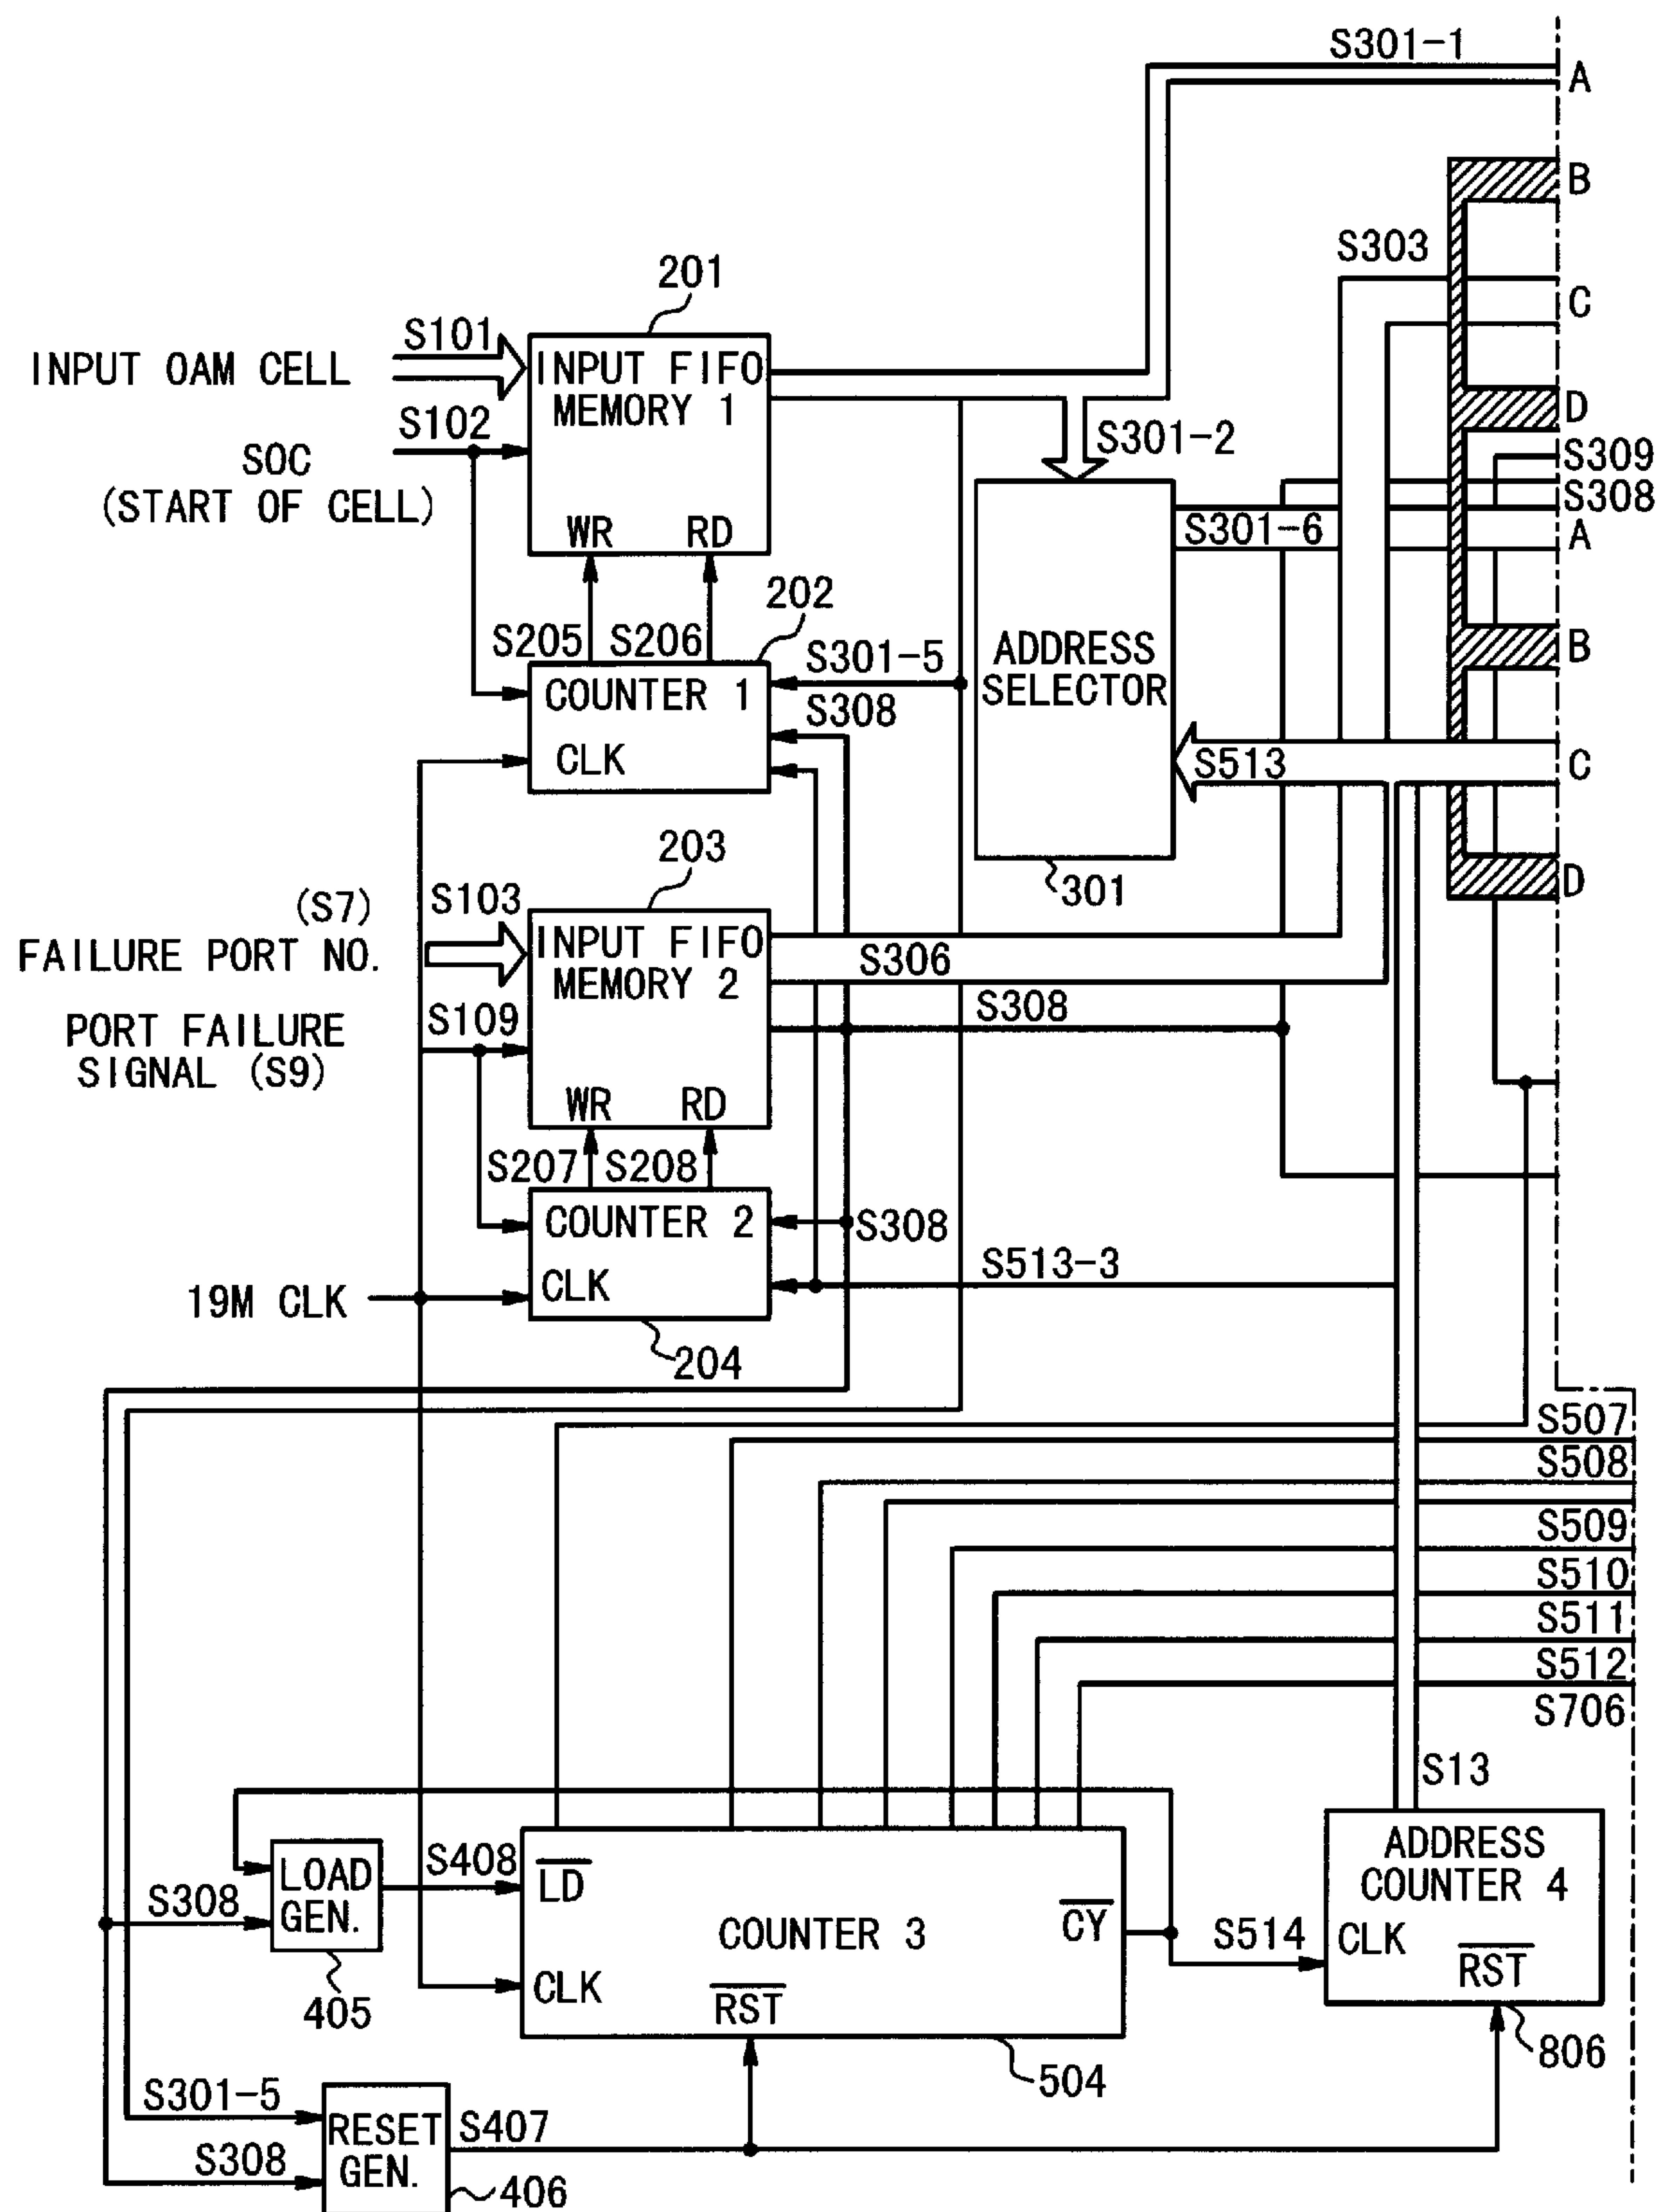 S301-1
A
B
S303
C
201
S101
INPUT OAM CELL
INPUT FIFO
MEMORY 1
S102
D
SOC
(START OF CELL)
S301-2
S309
S308
WR RD
S301-6
A
202
S205 S206
S301-5
ADDRESS
SELECTOR
B
COUNTER 1
S308
CLK
S513
C
203
301
D
(S7)
S103
FAILURE PORT NO.
INPUT FIFO
MEMORY 2
S306
S308
PORT FAILURE
SIGNAL (S9)
S109
WR RD
S207 S208
COUNTER 2
S308
CLK
S513-3
19M CLK
204
S507
S508
S509
S510
S511
S512
S706
S13
LOAD
GEN.
S408
LD
ADDRESS
COUNTER 4
S308
COUNTER 3
CY
S514
CLK
RST
405
CLK
RST
806
504
S301-5
RESET
GEN.
S407
S308
406